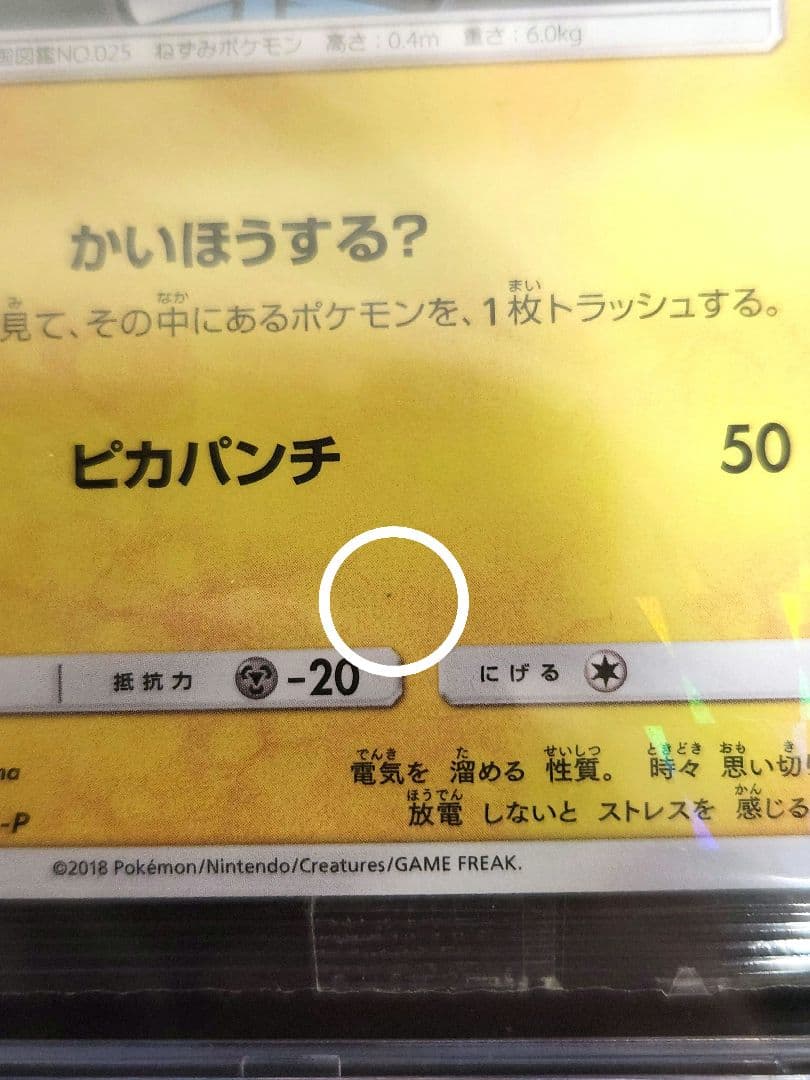 国図鑑NO.025 ねずみポケモン 高さ：0.4m 重さ：6.0kg
かいほうする？
見て、その中にあるポケモンを、1枚トラッシュする。
ピカパンチ 50
抵抗力 -20 にげる
電気を 溜める 性質。 時々 思い切り
-P 放電 しないと ストレスを 感じる
©2018 Pokémon/Nintendo/Creatures/GAME FREAK.